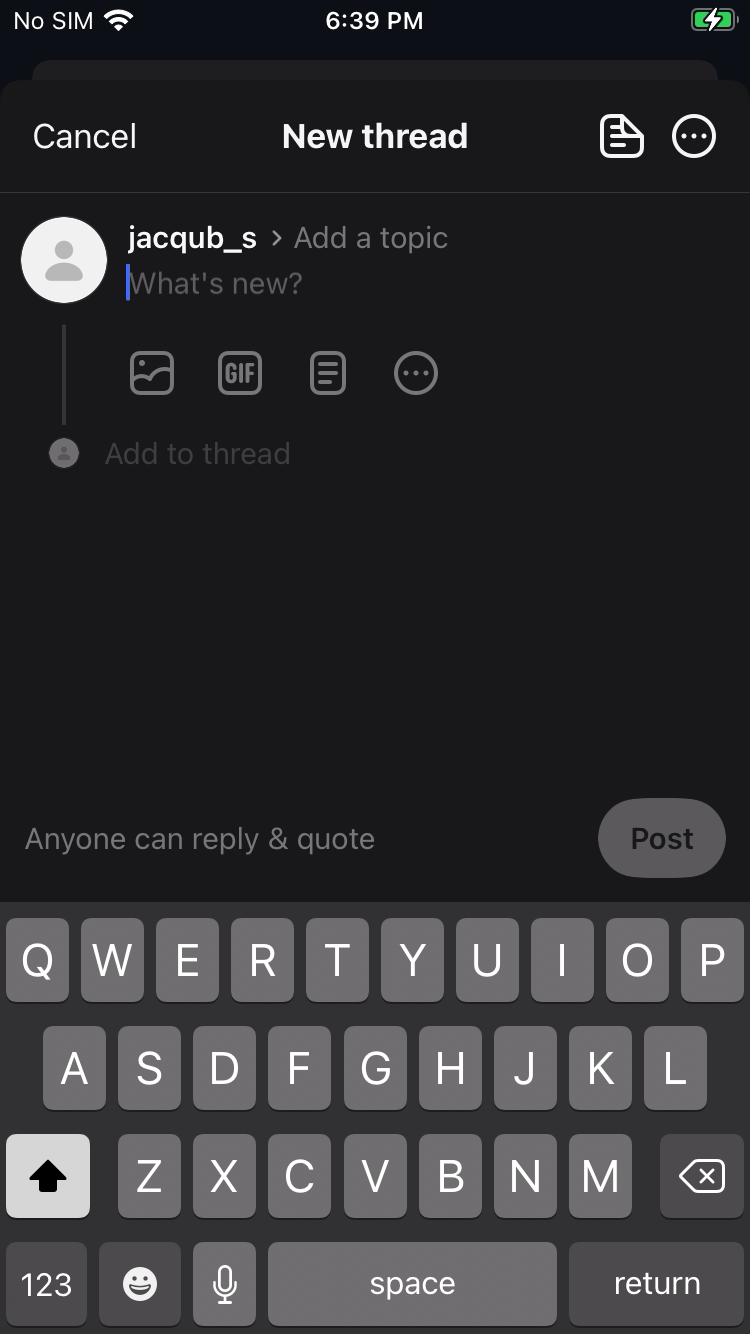 No SIM 6:39 PM
Cancel New thread
jacqub_s > Add a topic
What's new?
GIF
Add to thread
Anyone can reply & quote Post
Q W E R T Y U I O P
A S D F G H J K L
Z X C V B N M
123 space return